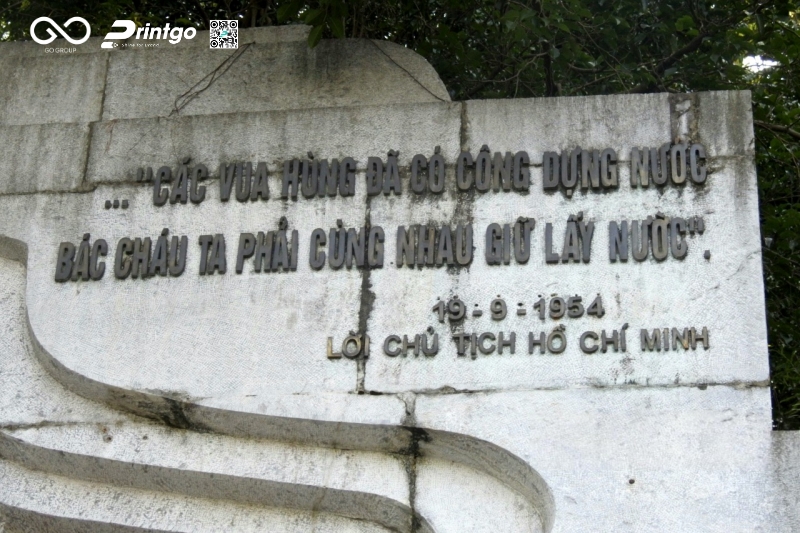 GO GROUP
Printgo
..."CÁC VUA HÙNG ĐÃ CÓ CÔNG DỰNG NƯỚC
BÁC CHÁU TA PHẢI CÙNG NHAU GIỮ LẤY NƯỚC".
19-9-1954
LỜI CHỦ TỊCH HỒ CHÍ MINH